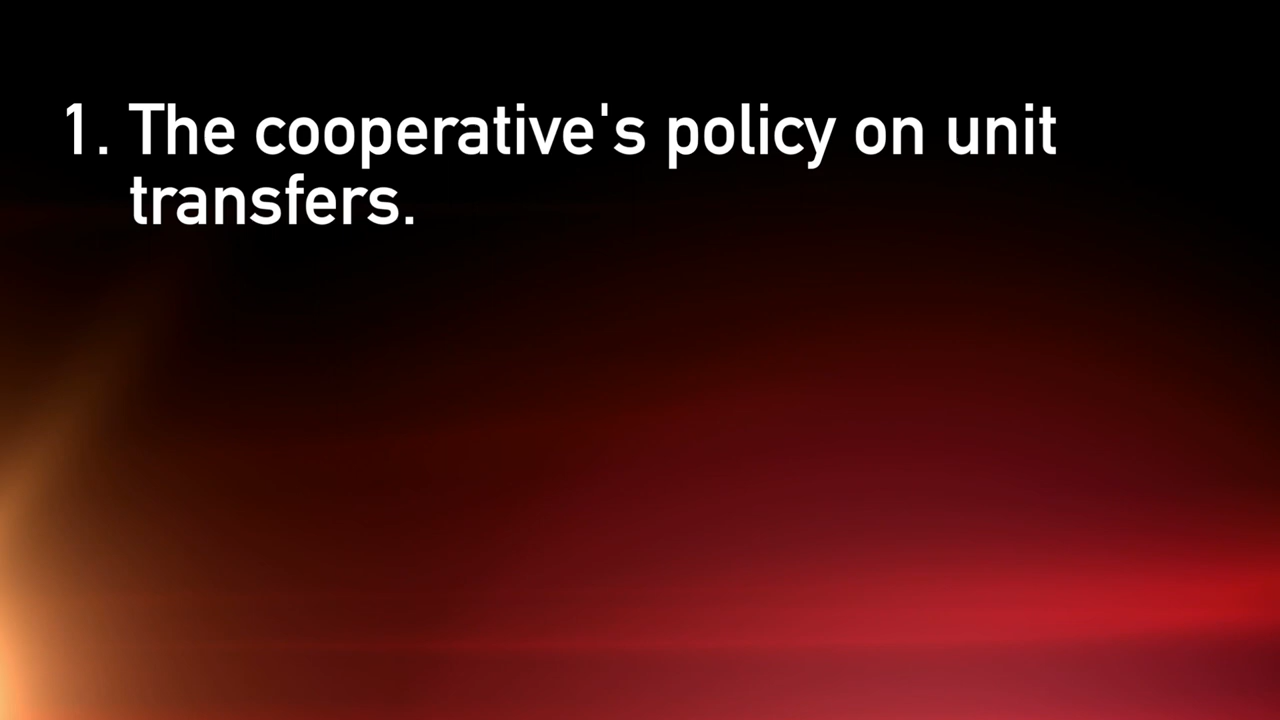 1. The cooperative's policy on unit
transfers.